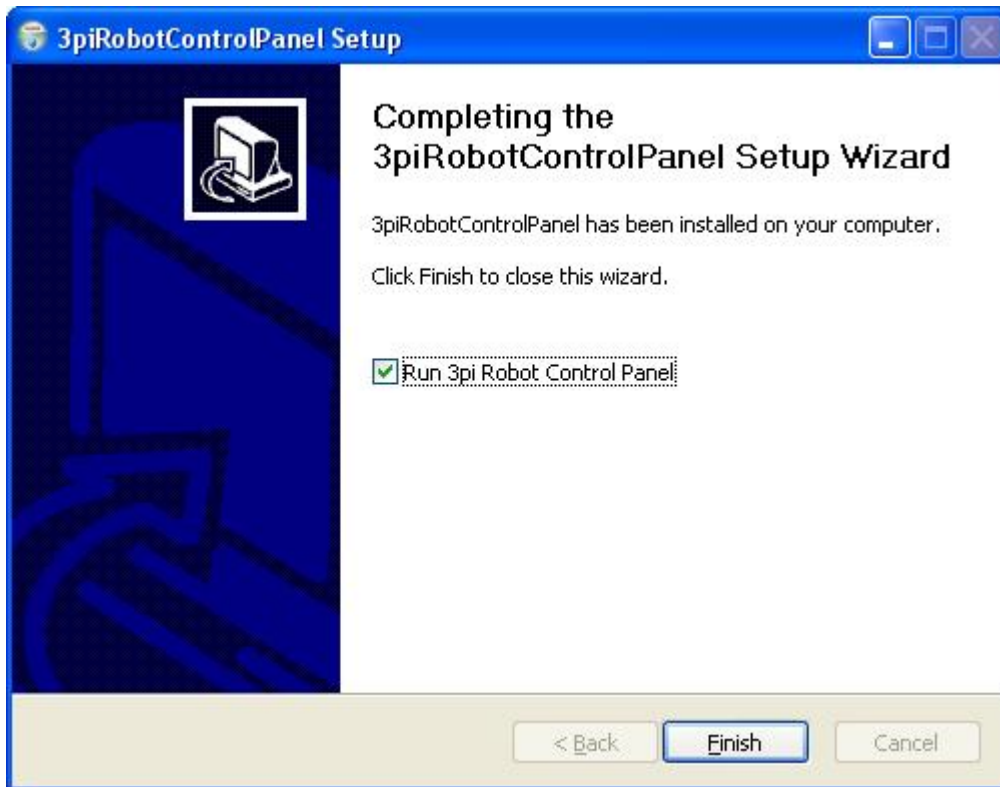 3piRobotControlPanel Setup
Completing the
3piRobotControlPanel Setup Wizard
3piRobotControlPanel has been installed on your computer.
Click Finish to close this wizard.
Run 3pi Robot Control Panel
< Back Finish Cancel